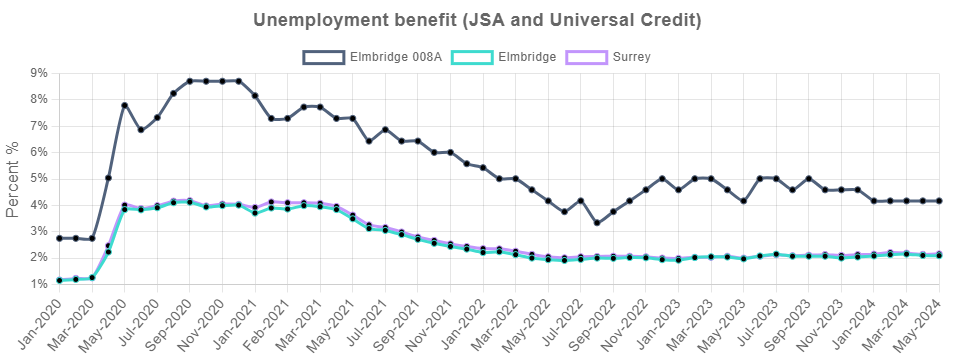 Unemployment benefit (JSA and Universal Credit)
Elmbridge 008A Elmbridge Surrey
Percent %
9%
8%
7%
6%
5%
4%
3%
2%
1%
Jan-2020 Mar-2020 May-2020 Jul-2020 Sep-2020 Nov-2020 Jan-2021 Feb-2021 Mar-2021 May-2021 Jul-2021 Sep-2021 Nov-2021 Jan-2022 Mar-2022 May-2022 Jul-2022 Sep-2022 Nov-2022 Jan-2023 Mar-2023 May-2023 Jul-2023 Sep-2023 Nov-2023 Jan-2024 Mar-2024 May-2024